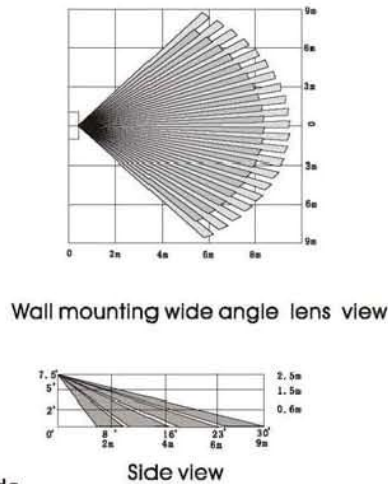 9m
6m
3m
0
3m
6m
9m
0 2m 4m 6m 8m
Wall mounting wide angle lens view
7.5' 2.5m
5' 1.5m
2' 0.6m
0' 8' 16' 23' 30'
2m 4m 6m 9m
Side view